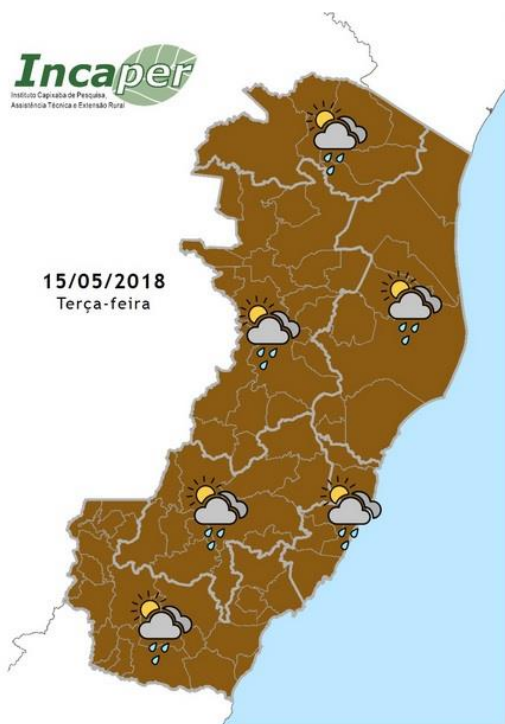 Incaper
Instituto Capixaba de Pesquisa,
Assistência Técnica e Extensão Rural
15/05/2018
Terça-feira